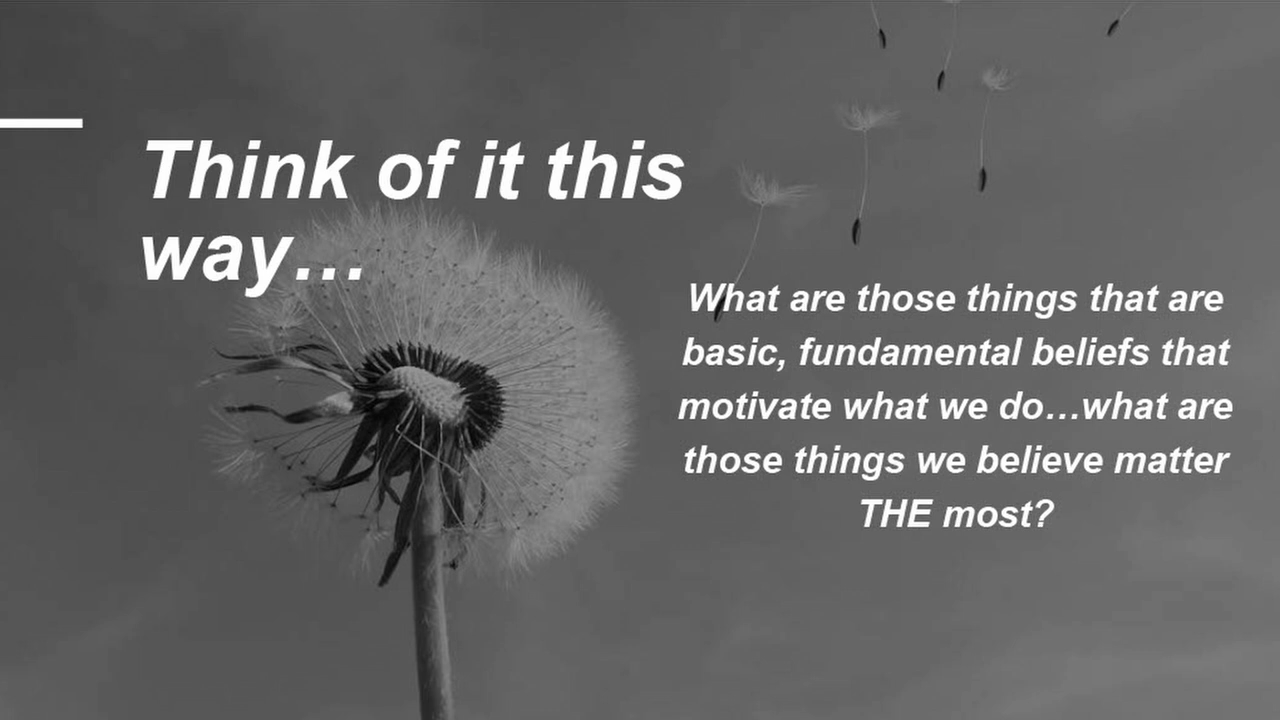 Think of it this
way…
What are those things that are
basic, fundamental beliefs that
motivate what we do…what are
those things we believe matter
THE most?